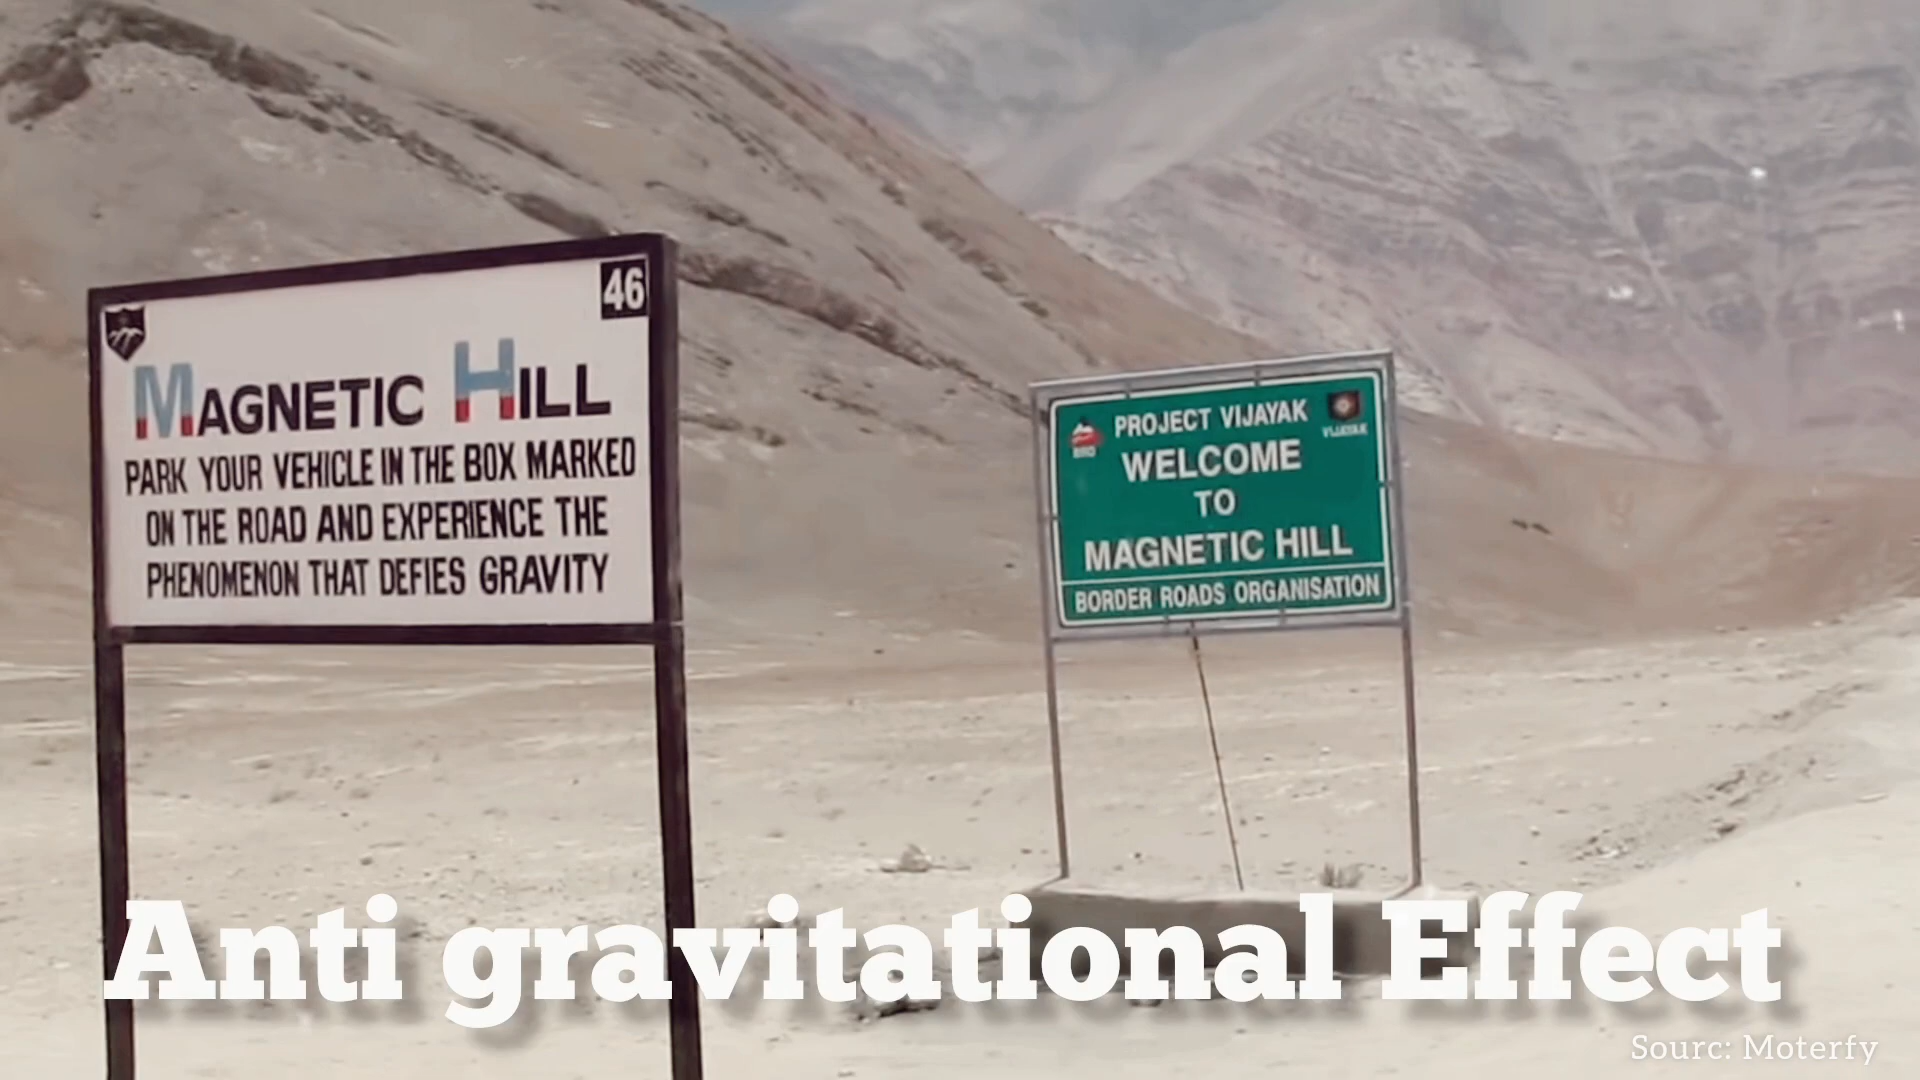 46
MAGNETIC HILL
PARK YOUR VEHICLE IN THE BOX MARKED
ON THE ROAD AND EXPERIENCE THE
PHENOMENON THAT DEFIES GRAVITY
PROJECT VIJAYAK
BRO
VIJAYAK
WELCOME
TO
MAGNETIC HILL
BORDER ROADS ORGANISATION
Anti gravitational Effect
Sourc: Moterfy